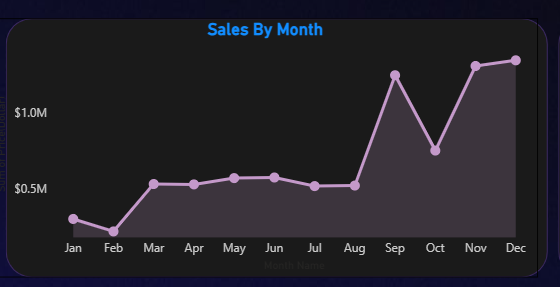 Sales By Month
$1.0M
$0.5M
Jan Feb Mar Apr May Jun Jul Aug Sep Oct Nov Dec
Month Name